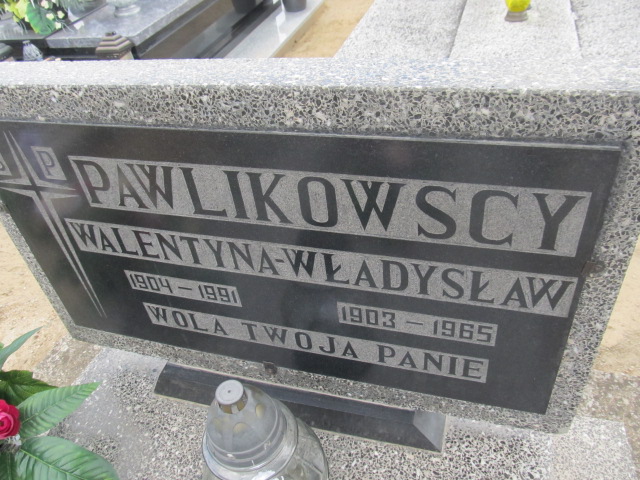 Ś P
PAWLIKOWSCY
WALENTYNA-WŁADYSŁAW
1904-1991 1903-1965
WOLA TWOJA PANIE